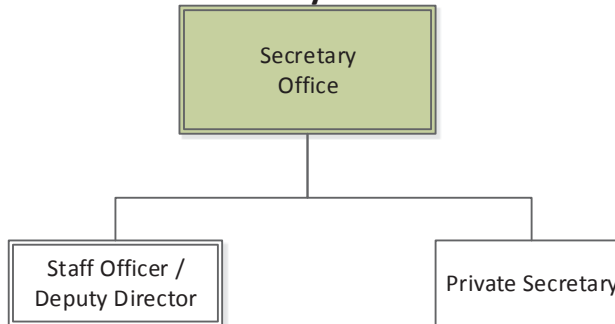 Secretary
Office
Staff Officer /
Deputy Director
Private Secretary